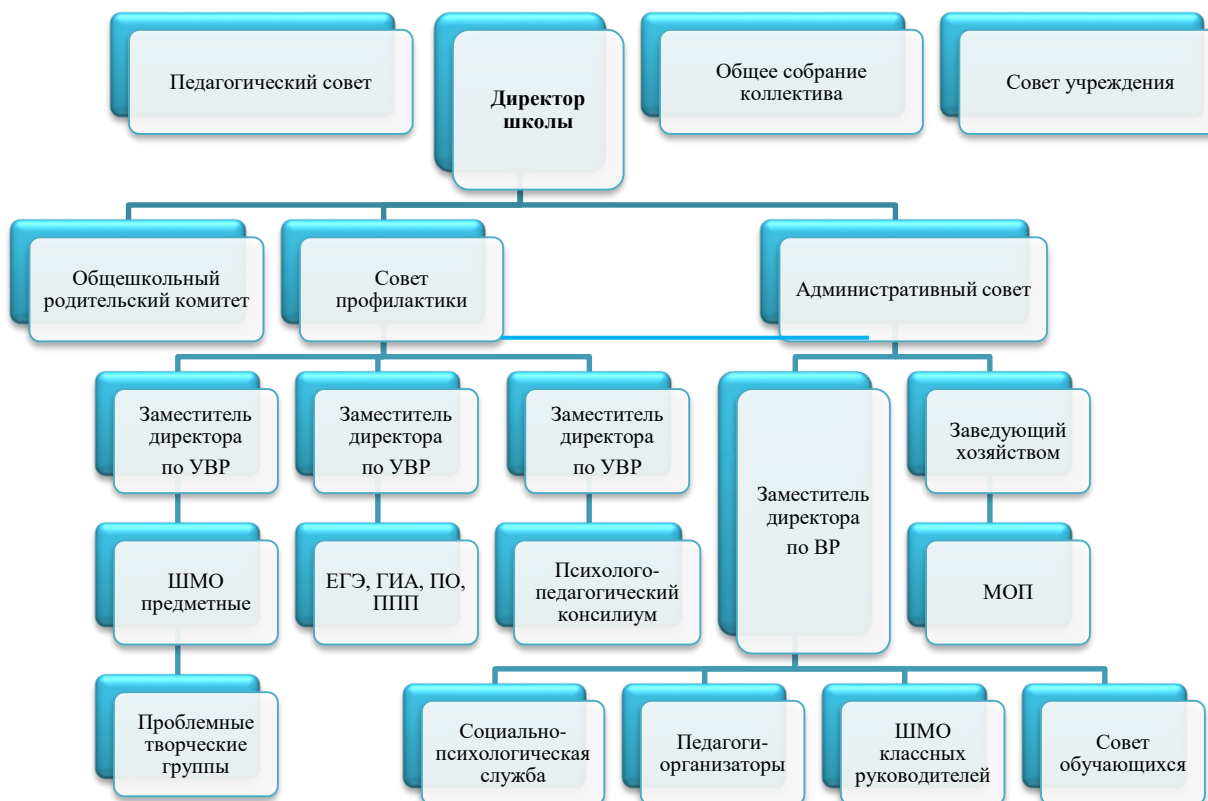 Педагогический совет
Директор
школы
Общее собрание
коллектива
Совет учреждения
Общешкольный
родительский комитет
Совет
профилактики
Административный совет
Заместитель
директора
по УВР
Заместитель
директора
по УВР
Заместитель
директора
по УВР
Заместитель
директора
по ВР
Заведующий
хозяйством
ШМО
предметные
ЕГЭ, ГИА, ПО,
ППП
Психолого-
педагогический
консилиум
МОП
Проблемные
творческие
группы
Социально-
психологическая
служба
Педагоги-
организаторы
ШМО
классных
руководителей
Совет
обучающихся